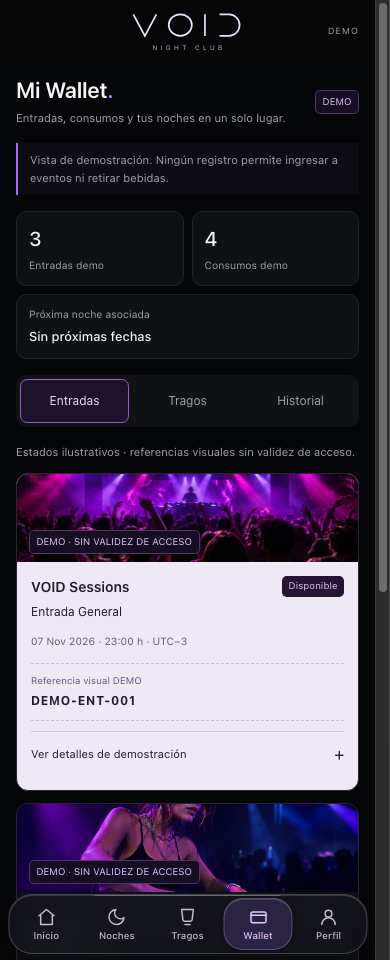 VOID
NIGHT CLUB
DEMO
Mi Wallet.
Entradas, consumos y tus noches en un solo lugar.
DEMO
Vista de demostración. Ningún registro permite ingresar a
eventos ni retirar bebidas.
3
Entradas demo
4
Consumos demo
Próxima noche asociada
Sin próximas fechas
Entradas
Tragos
Historial
Estados ilustrativos · referencias visuales sin validez de acceso.
DEMO · SIN VALIDEZ DE ACCESO
VOID Sessions
Disponible
Entrada General
07 Nov 2026 · 23:00 h · UTC−3
Referencia visual DEMO
DEMO-ENT-001
Ver detalles de demostración
+
DEMO · SIN VALIDEZ DE ACCESO
Inicio
Noches
Tragos
Wallet
Perfil